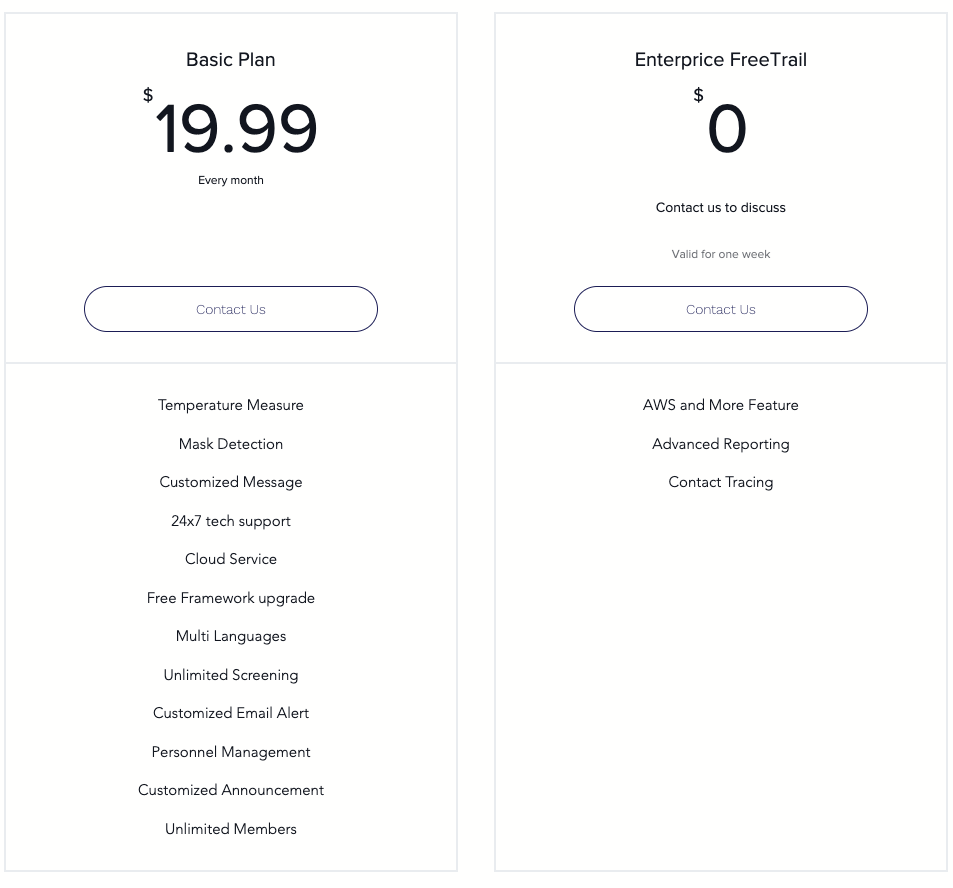 Basic Plan
$
19.99
Every month
Contact Us
Temperature Measure
Mask Detection
Customized Message
24x7 tech support
Cloud Service
Free Framework upgrade
Multi Languages
Unlimited Screening
Customized Email Alert
Personnel Management
Customized Announcement
Unlimited Members
Enterprice FreeTrail
$
0
Contact us to discuss
Valid for one week
Contact Us
AWS and More Feature
Advanced Reporting
Contact Tracing